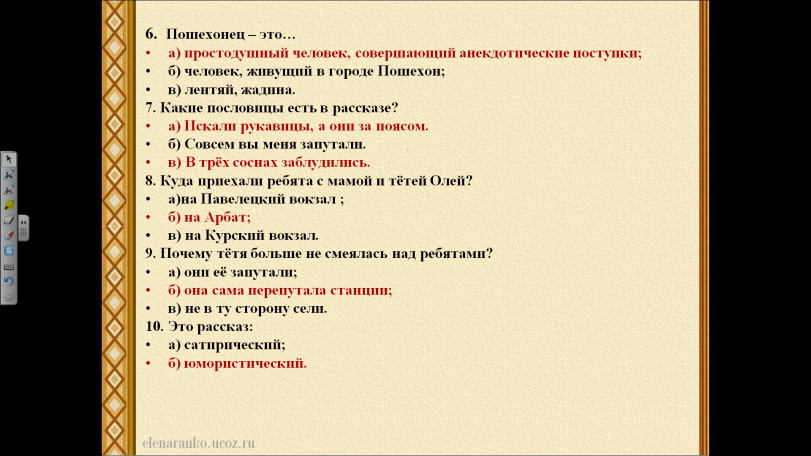 6. Пошехонец – это…
• а) простодушный человек, совершающий анекдотические поступки;
• б) человек, живущий в городе Пошехон;
• в) лентяй, жадина.
7. Какие пословицы есть в рассказе?
• а) Искали рукавицы, а они за поясом.
• б) Совсем вы меня запутали.
• в) В трёх соснах заблудились.
8. Куда приехали ребята с мамой и тётей Олей?
• а)на Павелецкий вокзал ;
• б) на Арбат;
• в) на Курский вокзал.
9. Почему тётя больше не смеялась над ребятами?
• а) они её запутали;
• б) она сама перепутала станции;
• в) не в ту сторону сели.
10. Это рассказ:
• а) сатирический;
• б) юмористический.
elenaranko.ucoz.ru